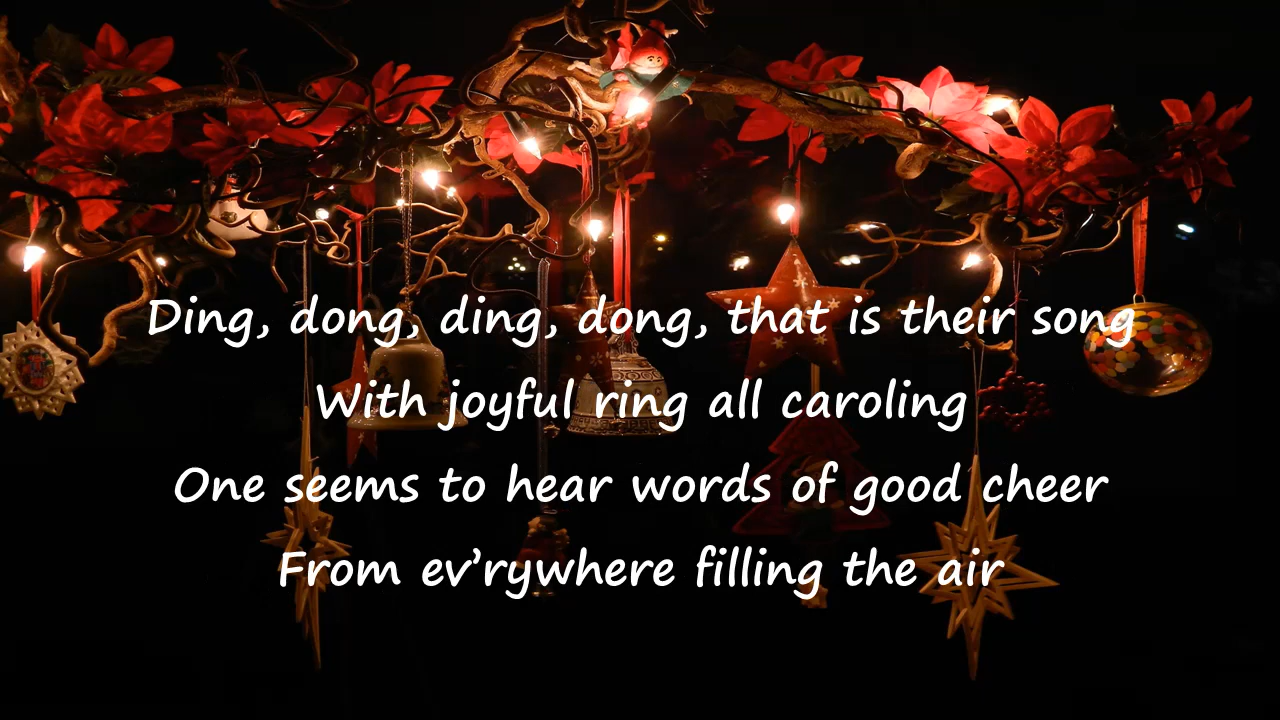 Ding, dong, ding, dong, that is their song
With joyful ring all caroling
One seems to hear words of good cheer
From ev’rywhere filling the air